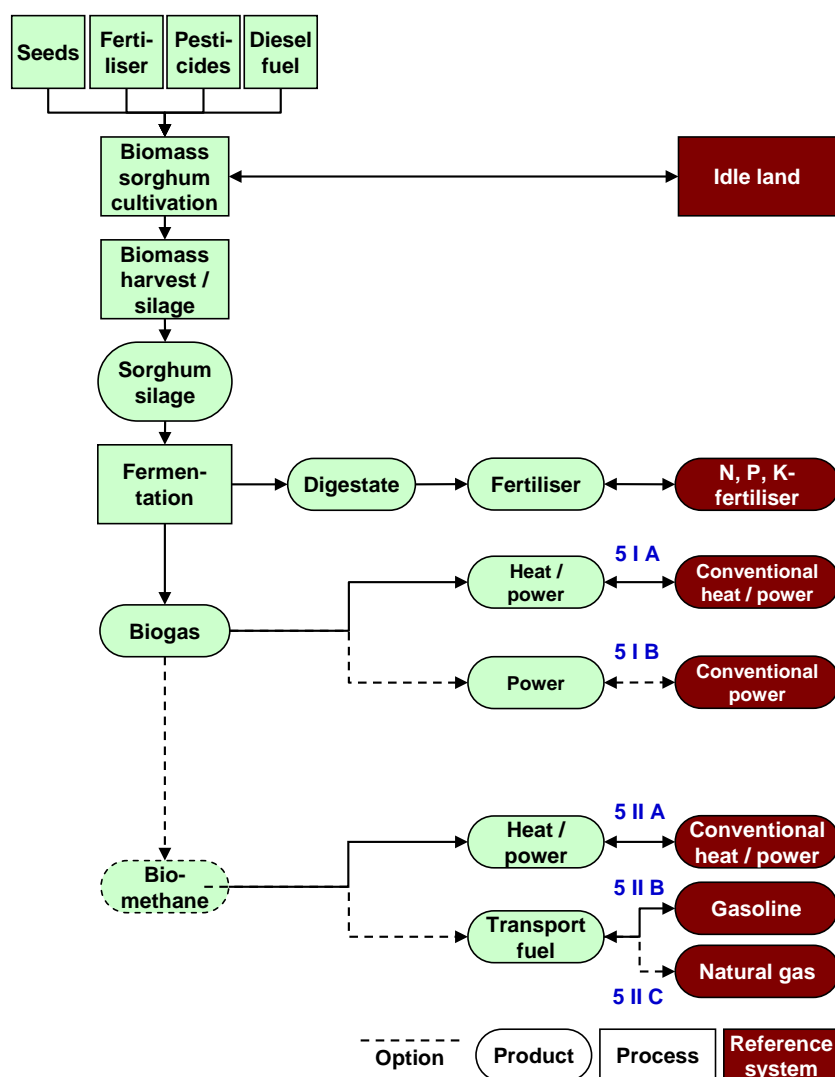 Seeds
Ferti-
liser
Pesti-
cides
Diesel
fuel
Biomass
sorghum
cultivation
Idle land
Biomass
harvest /
silage
Sorghum
silage
Fermen-
tation
Digestate
Fertiliser
N, P, K-
fertiliser
5 I A
Heat /
power
Conventional
heat / power
Biogas
5 I B
Power
Conventional
power
5 II A
Heat /
power
Conventional
heat / power
Bio-
methane
5 II B
Gasoline
Transport
fuel
Natural gas
5 II C
Option
Product
Process
Reference
system